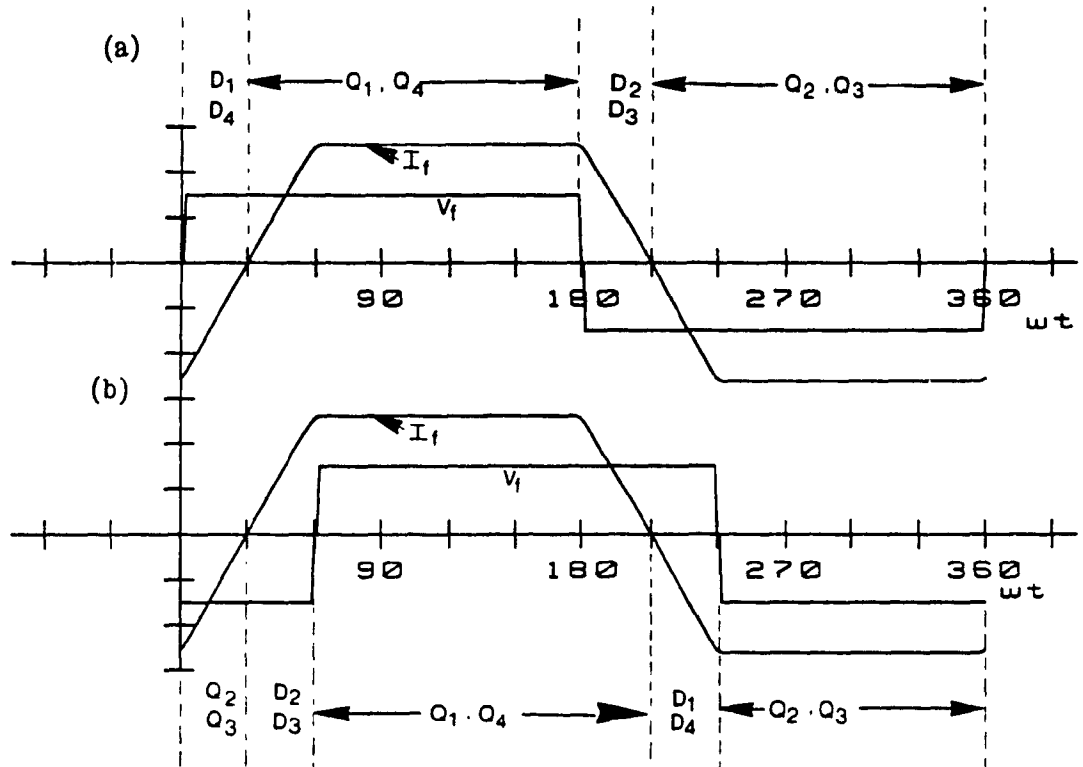 (a)
D1 Q1 . Q4 D2 Q2 . Q3
D4 D3
If
Vf
90 180 270 360
ωt
(b)
If
Vf
90 180 270 360
ωt
Q2 D2 Q1 . Q4 D1 Q2 . Q3
Q3 D3 D4